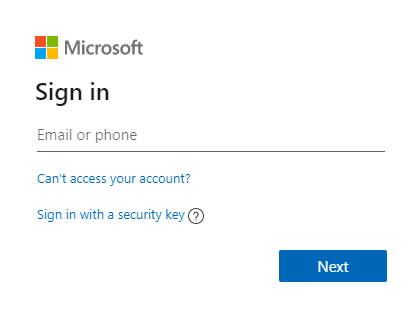 Microsoft
Sign in
Email or phone
Can't access your account?
Sign in with a security key ?
Next